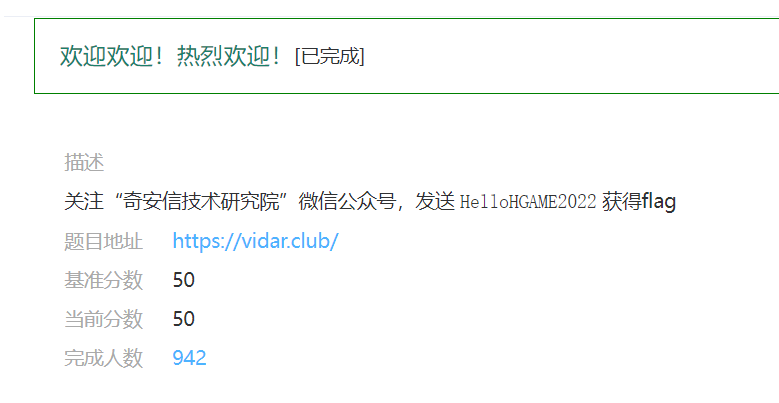 欢迎欢迎！热烈欢迎！[已完成]
描述
关注“奇安信技术研究院”微信公众号，发送 HelloHGAME2022 获得flag
题目地址 https://vidar.club/
基准分数 50
当前分数 50
完成人数 942